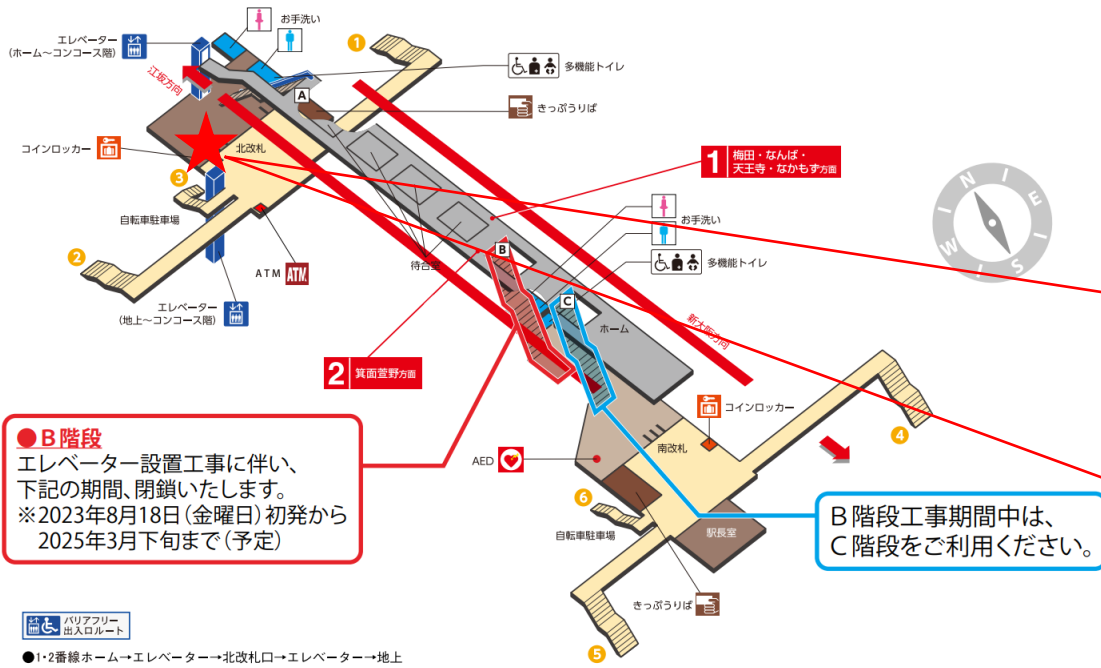 お手洗い
エレベーター
(ホーム～コンコース階)
1
江坂方向
多機能トイレ
A
きっぷうりば
コインロッカー
北改札
3
1 梅田・なんば・
天王寺・なかもず方面
N
E
S
W
自転車駐車場
お手洗い
2
B
ATM ATM
待合室
多機能トイレ
C
エレベーター
(地上～コンコース階)
ホーム
新大阪方向
2 箕面萱野方面
コインロッカー
4
●B階段
エレベーター設置工事に伴い、
下記の期間、閉鎖いたします。
※2023年8月18日(金曜日)初発から
2025年3月下旬まで(予定)
南改札
AED
6
自転車駐車場
駅長室
B階段工事期間中は、
C階段をご利用ください。
きっぷうりば
5
バリアフリー
出入口ルート
●1・2番線ホーム→エレベーター→北改札口→エレベーター→地上